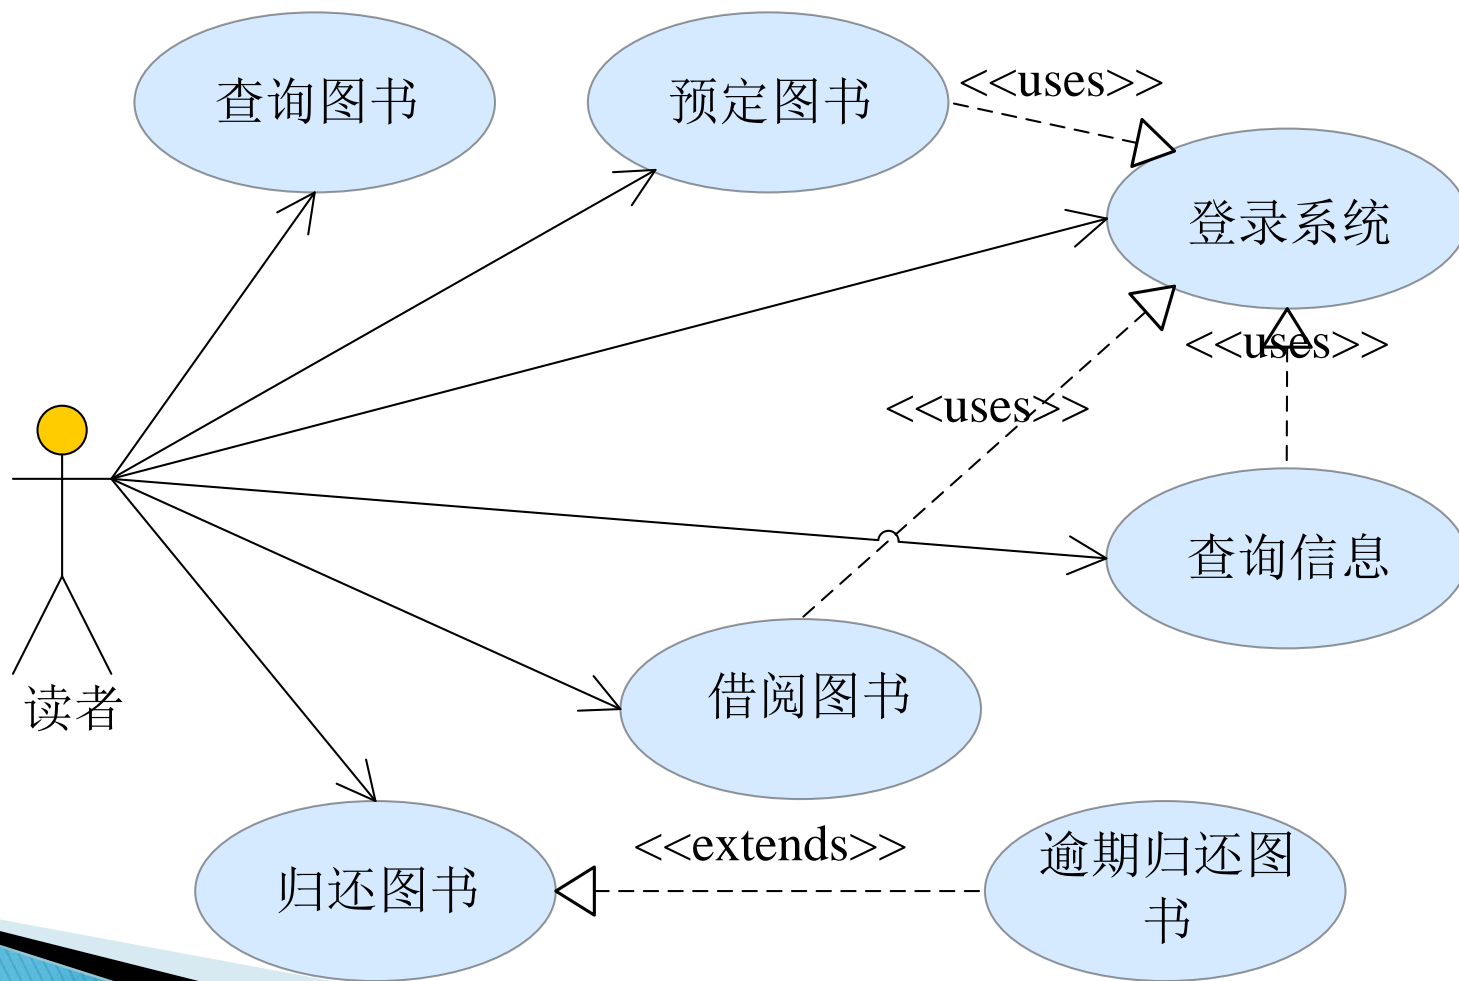 查询图书
预定图书
<<uses>>
登录系统
<<uses>>
<<uses>>
查询信息
读者
借阅图书
<<extends>>
归还图书
逾期归还图
书